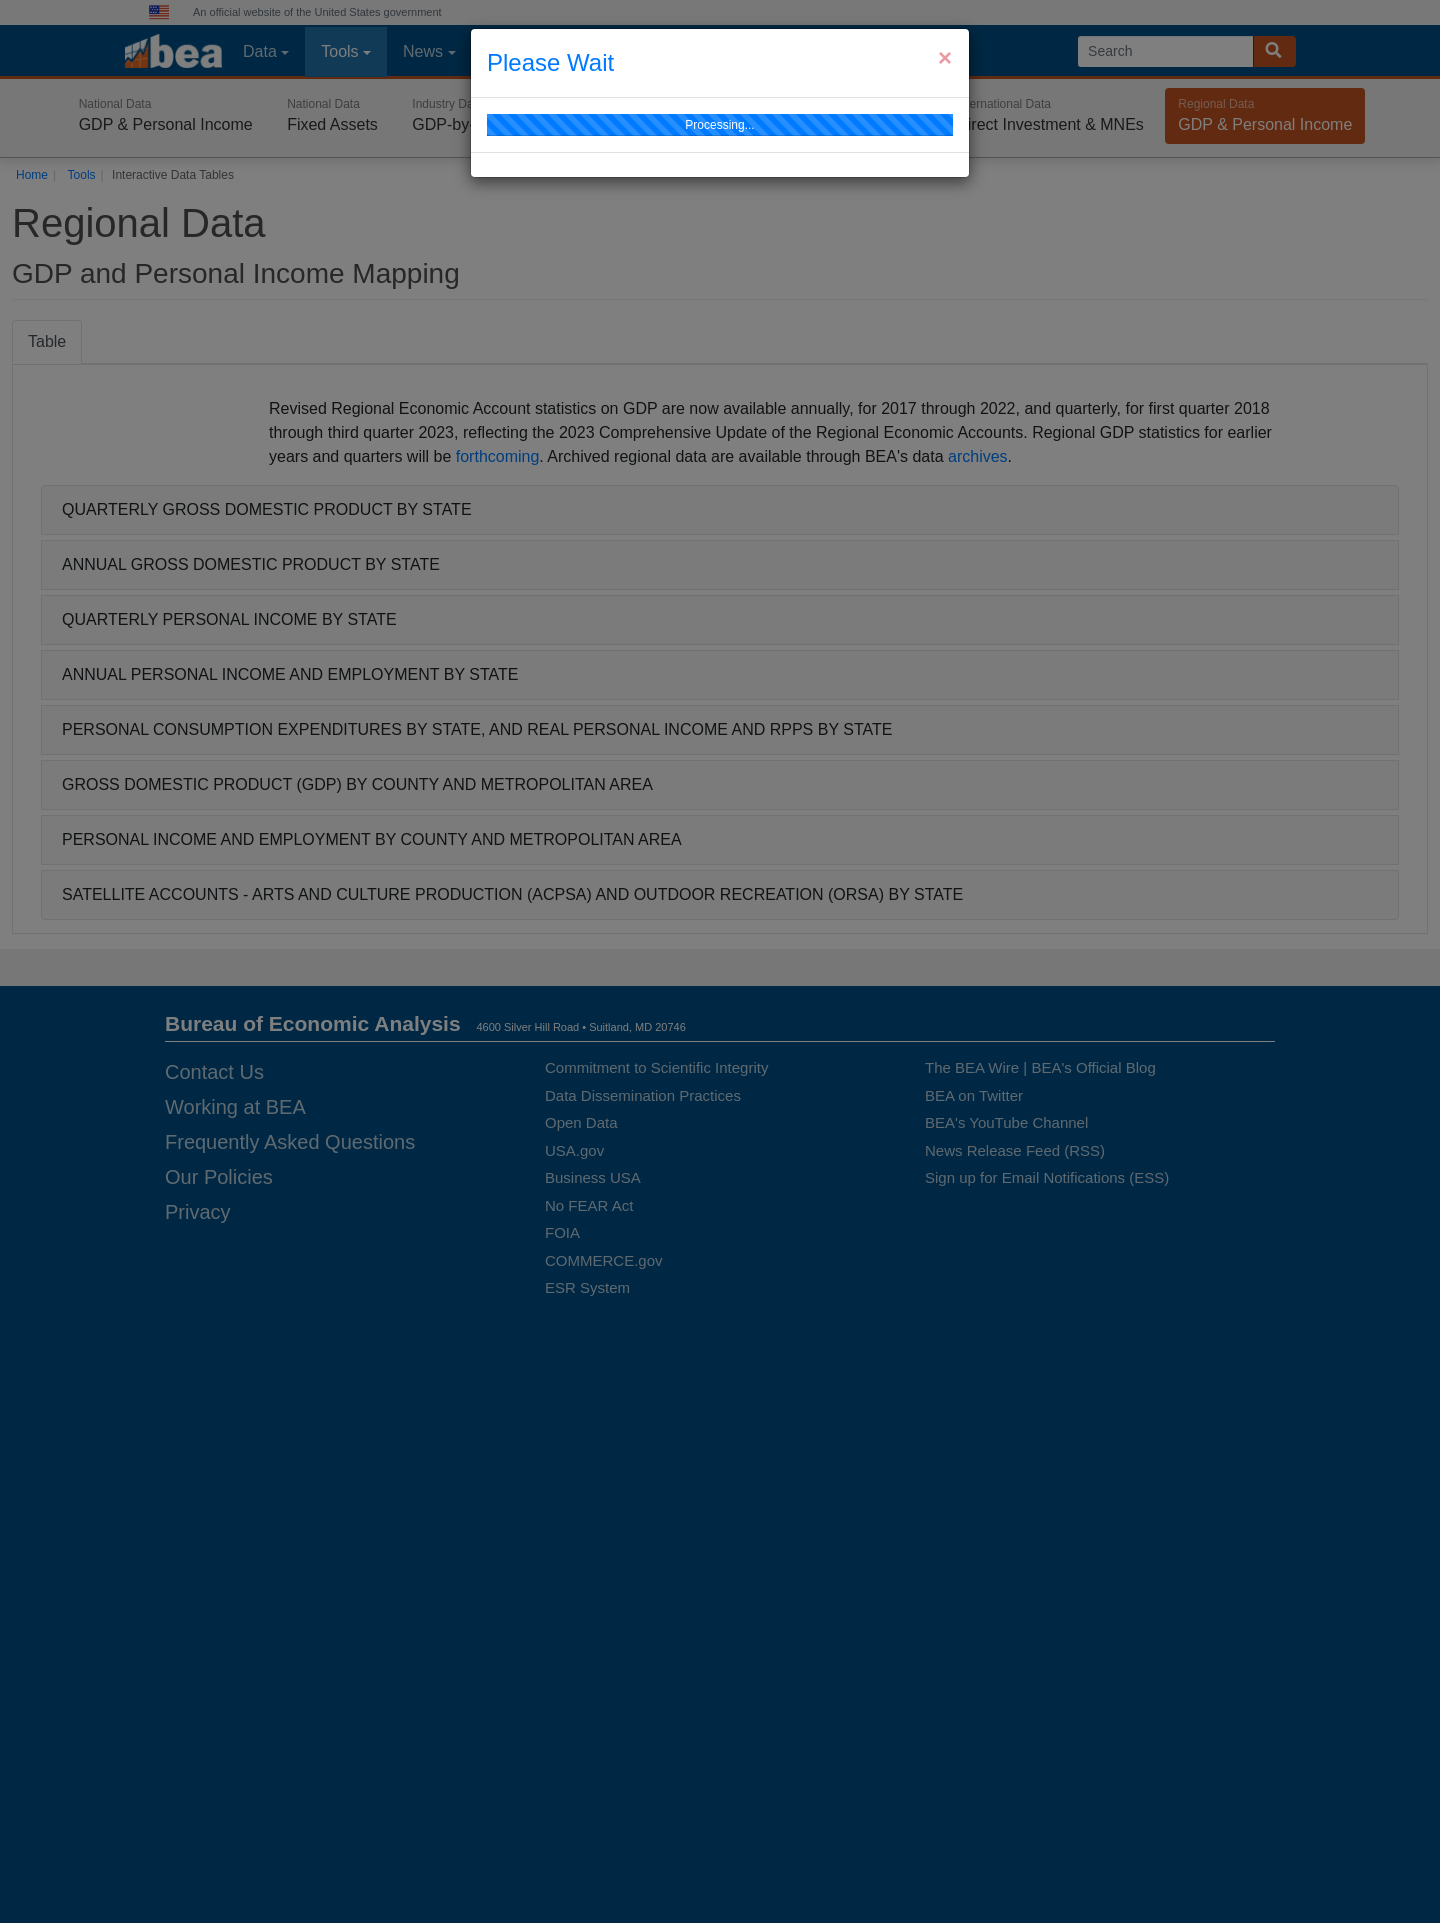 An official website of the United States government
bea
Data
Tools
News
Search
Please Wait
×
Processing...
National Data
GDP & Personal Income
National Data
Fixed Assets
Industry
GDP-by-
Data
Direct Investment & MNEs
Regional Data
GDP & Personal Income
Home | Tools | Interactive Data Tables
Regional Data
GDP and Personal Income Mapping
Table
Revised Regional Economic Account statistics on GDP are now available annually, for 2017 through 2022, and quarterly, for first quarter 2018
through third quarter 2023, reflecting the 2023 Comprehensive Update of the Regional Economic Accounts. Regional GDP statistics for earlier
years and quarters will be forthcoming. Archived regional data are available through BEA's data archives.
QUARTERLY GROSS DOMESTIC PRODUCT BY STATE
ANNUAL GROSS DOMESTIC PRODUCT BY STATE
QUARTERLY PERSONAL INCOME BY STATE
ANNUAL PERSONAL INCOME AND EMPLOYMENT BY STATE
PERSONAL CONSUMPTION EXPENDITURES BY STATE, AND REAL PERSONAL INCOME AND RPPS BY STATE
GROSS DOMESTIC PRODUCT (GDP) BY COUNTY AND METROPOLITAN AREA
PERSONAL INCOME AND EMPLOYMENT BY COUNTY AND METROPOLITAN AREA
SATELLITE ACCOUNTS - ARTS AND CULTURE PRODUCTION (ACPSA) AND OUTDOOR RECREATION (ORSA) BY STATE
Bureau of Economic Analysis 4600 Silver Hill Road • Suitland, MD 20746
Contact Us
Working at BEA
Frequently Asked Questions
Our Policies
Privacy
Commitment to Scientific Integrity
Data Dissemination Practices
Open Data
USA.gov
Business USA
No FEAR Act
FOIA
COMMERCE.gov
ESR System
The BEA Wire | BEA's Official Blog
BEA on Twitter
BEA's YouTube Channel
News Release Feed (RSS)
Sign up for Email Notifications (ESS)